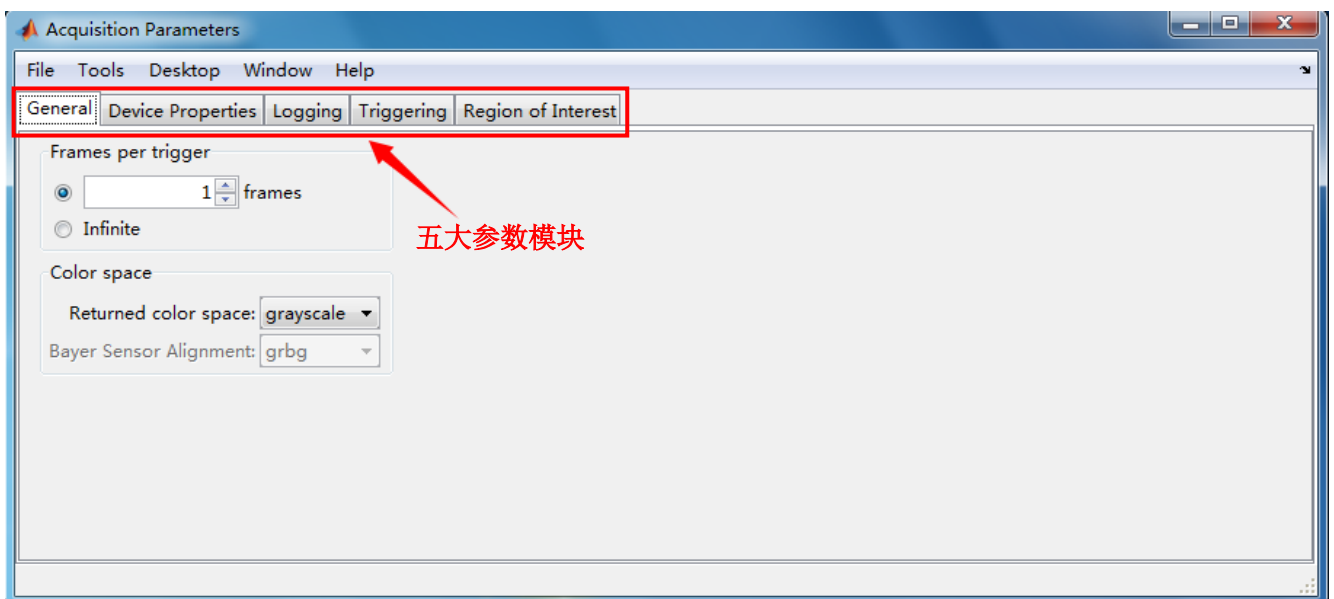 Acquisition Parameters
File Tools Desktop Window Help
General Device Properties Logging Triggering Region of Interest
Frames per trigger
1 frames
Infinite
五大参数模块
Color space
Returned color space: grayscale
Bayer Sensor Alignment: grbg